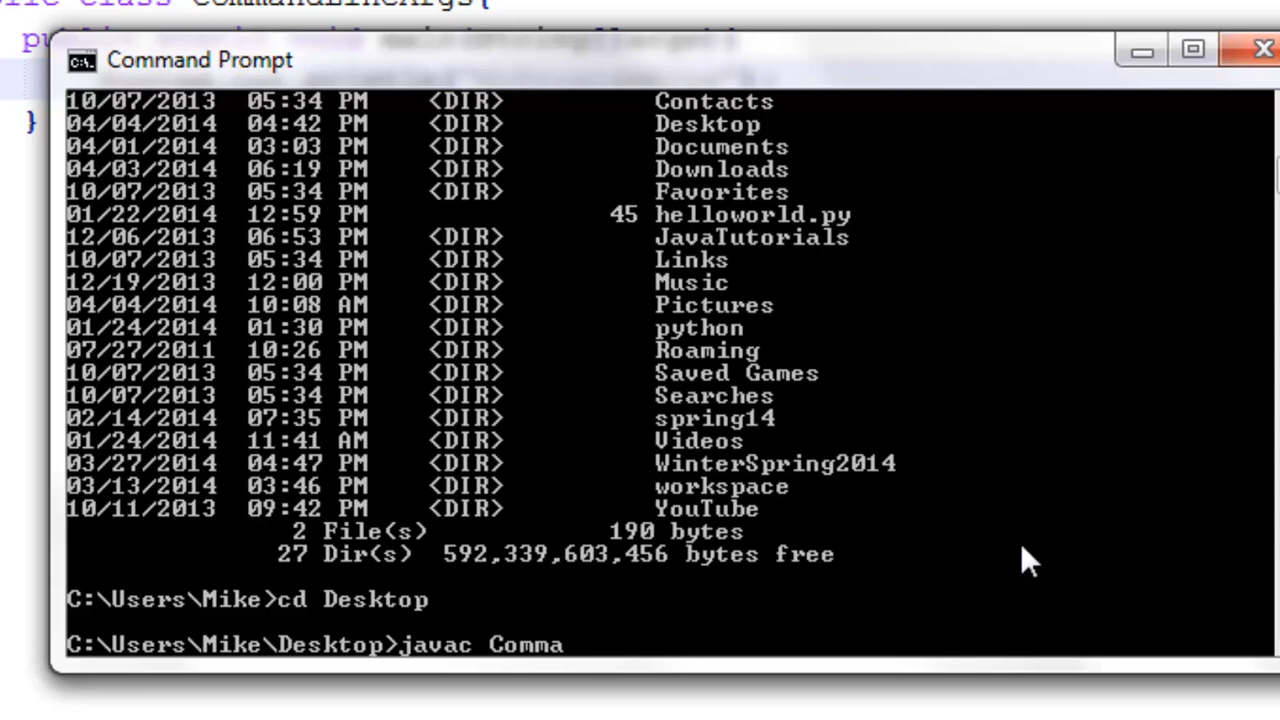 class CommandLineArgs{
pu
}
Command Prompt
10/07/2013 05:34 PM <DIR> Contacts
04/04/2014 04:42 PM <DIR> Desktop
04/01/2014 03:03 PM <DIR> Documents
04/03/2014 06:19 PM <DIR> Downloads
10/07/2013 05:34 PM <DIR> Favorites
01/22/2014 12:59 PM 45 helloworld.py
12/06/2013 06:53 PM <DIR> JavaTutorials
10/07/2013 05:34 PM <DIR> Links
12/19/2013 12:00 PM <DIR> Music
04/04/2014 10:08 AM <DIR> Pictures
01/24/2014 01:30 PM <DIR> python
07/27/2011 10:26 PM <DIR> Roaming
10/07/2013 05:34 PM <DIR> Saved Games
10/07/2013 05:34 PM <DIR> Searches
02/14/2014 07:35 PM <DIR> spring14
01/24/2014 11:41 AM <DIR> Videos
03/27/2014 04:47 PM <DIR> WinterSpring2014
03/13/2014 03:46 PM <DIR> workspace
10/11/2013 09:42 PM <DIR> YouTube
2 File(s) 190 bytes
27 Dir(s) 592,339,603,456 bytes free
C:\Users\Mike>cd Desktop
C:\Users\Mike\Desktop>javac Comma